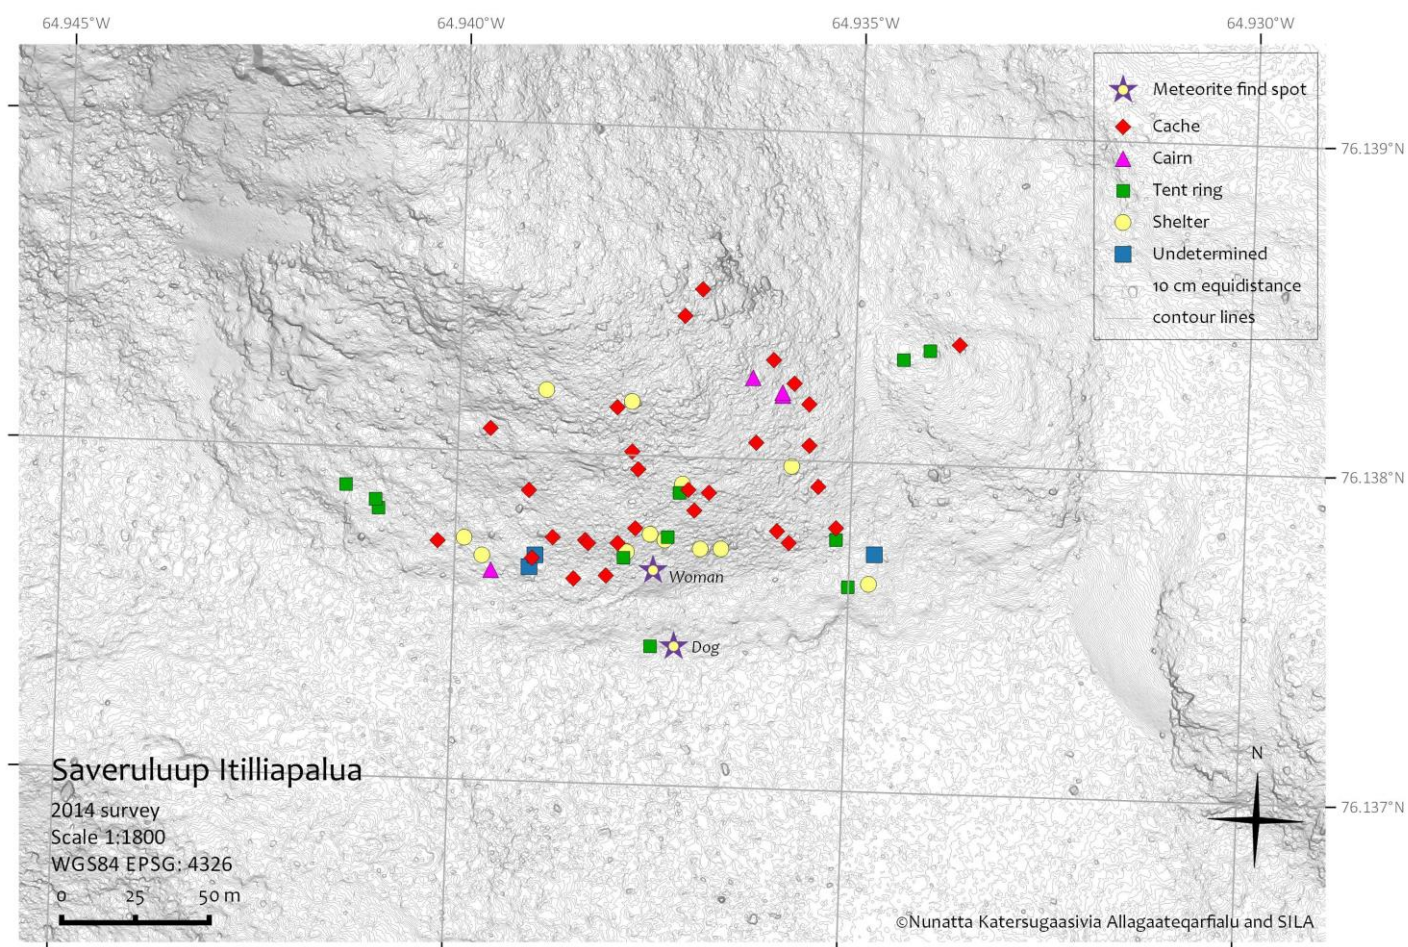 64.945°W 64.940°W 64.935°W 64.930°W
Meteorite find spot
Cache
76.139°N
Cairn
Tent ring
Shelter
Undetermined
10 cm equidistance
contour lines
76.138°N
Woman
Dog
Saveruluup Itilliapalua
2014 survey
Scale 1:1800
WGS84 EPSG: 4326
0 25 50 m
N
76.137°N
©Nunatta Katersugaasivia Allagaateqarfialu and SILA